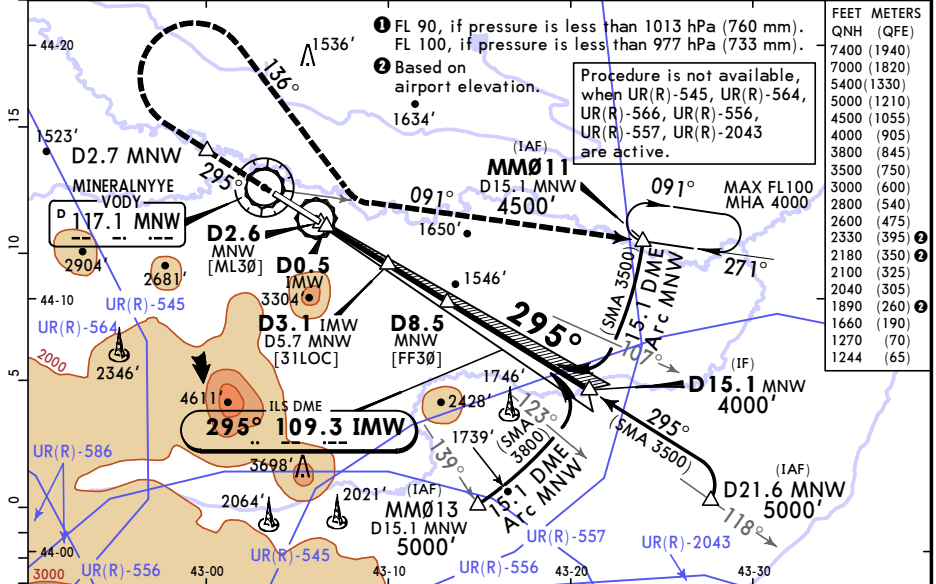 ❶ FL 90, if pressure is less than 1013 hPa (760 mm).
FL 100, if pressure is less than 977 hPa (733 mm).
❷ Based on
airport elevation.
Procedure is not available,
when UR(R)-545, UR(R)-564,
UR(R)-566, UR(R)-556,
UR(R)-557, UR(R)-2043
are active.
FEET METERS
QNH (QFE)
7400 (1940)
7000 (1820)
5400 (1330)
5000 (1210)
4500 (1055)
4000 (905)
3800 (845)
3500 (750)
3000 (600)
2800 (540)
2600 (475)
2330 (395) ❷
2180 (350) ❷
2100 (325)
2040 (305)
1890 (260) ❷
1660 (190)
1270 (70)
1244 (65)
44-20
1536'
136°
1634'
15
1523'
D2.7 MNW
295°
(IAF)
MMØ11
D15.1 MNW
4500'
091°
MAX FL100
MHA 4000
271°
MINERALNYYE
VODY
D 17.1 MNW
091°
1650'
10
D2.6
MNW
[ML3Ø]
D0.5
IMW
2904'
2681'
3304'
1546'
(SMA 3500)
15.1 DME
Arc MNW
44-10
UR(R)-545
UR(R)-564
D3.1 IMW
D5.7 MNW
[31LOC]
D8.5
MNW
[FF3Ø]
295°
107°
2346'
2000
5
1746'
(IF)
D15.1 MNW
4000'
4611'
ILS DME
295° 109.3 IMW
2428'
123°
295°
(SMA 3500)
139°
1739'
(SMA 3800)
15.1 DME
Arc MNW
UR(R)-586
3698'
0
2064'
2021'
(IAF)
MMØ13
D15.1 MNW
5000'
(IAF)
D21.6 MNW
5000'
118°
44-00
UR(R)-557
UR(R)-545
UR(R)-2043
3000
UR(R)-556
UR(R)-556
43-00
43-10
43-20
43-30